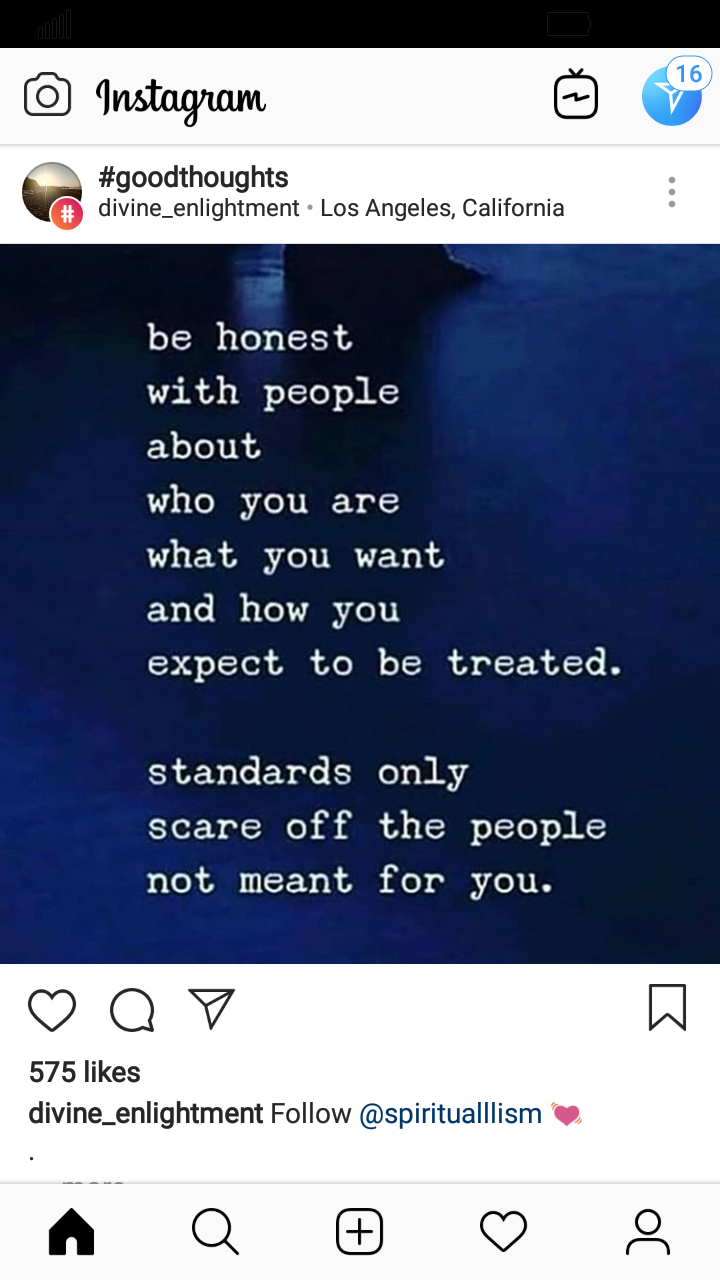 Instagram
16
#goodthoughts
divine_enlightment • Los Angeles, California
be honest
with people
about
who you are
what you want
and how you
expect to be treated.
standards only
scare off the people
not meant for you.
575 likes
divine_enlightment Follow @spiritualllism 💓
.